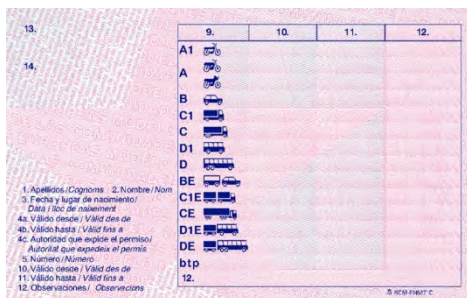 13.
14.
9. 10. 11. 12.
A1
A
B
C1
C
D1
D
BE
C1E
CE
D1E
DE
btp
12.
1. Apellidos/Cognoms 2. Nombre/Nom
3. Fecha y lugar de nacimiento/
Data i lloc de naixement
4a. Válido desde / Vàlid des de
4b. Válido hasta / Vàlid fins a
4c. Autoridad que expide el permiso/
Autoritat que expedeix el permís
5. Número / Número
10. Válido desde / Vàlid des de
11. Válido hasta / Vàlid fins a
12. Observaciones / Observacions